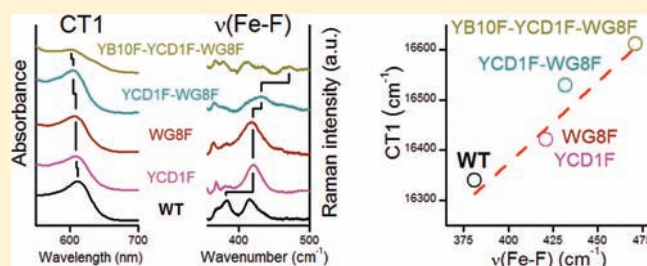 CT1
ν(Fe-F)
Absorbance
YB10F-YCD1F-WG8F
YCD1F-WG8F
WG8F
YCD1F
WT
Raman intensity (a.u.)
600 700
Wavelength (nm)
400 500
Wavenumber (cm⁻¹)
CT1 (cm⁻¹)
16600
16500
16400
16300
YB10F-YCD1F-WG8F
YCD1F-WG8F
WG8F
YCD1F
WT
375 400 425 450 475
ν(Fe-F) (cm⁻¹)